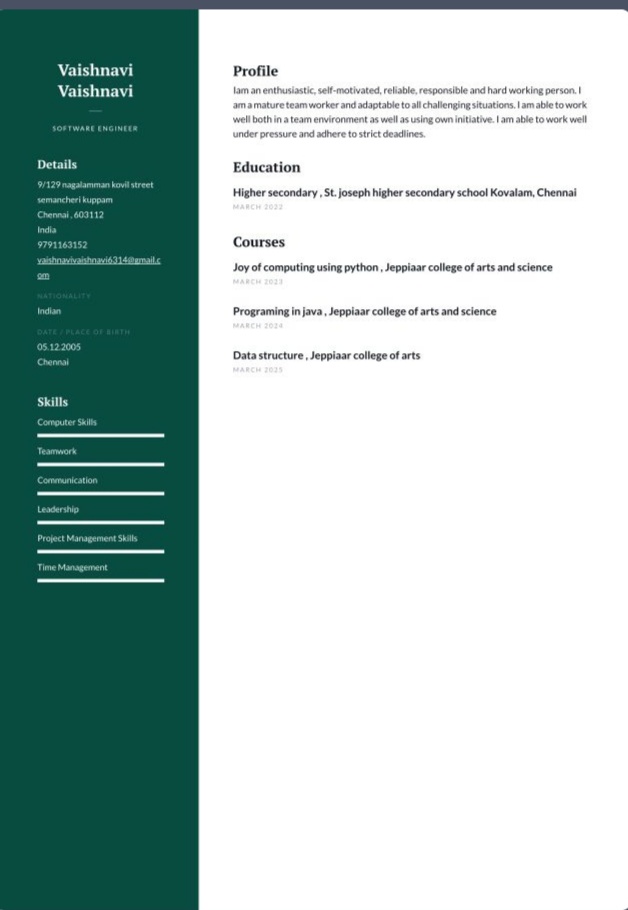 Vaishnavi
Vaishnavi
SOFTWARE ENGINEER
Details
9/129 nagalamman kovil street
semancheri kuppam
Chennai , 603112
India
9791163152
vaishnavivaishnavi6314@gmail.c
om
NATIONALITY
Indian
DATE / PLACE OF BIRTH
05.12.2005
Chennai
Skills
Computer Skills
Teamwork
Communication
Leadership
Project Management Skills
Time Management
Profile
Iam an enthusiastic, self-motivated, reliable, responsible and hard working person. I
am a mature team worker and adaptable to all challenging situations. I am able to work
well both in a team environment as well as using own initiative. I am able to work well
under pressure and adhere to strict deadlines.
Education
Higher secondary , St. joseph higher secondary school Kovalam, Chennai
MARCH 2022
Courses
Joy of computing using python , Jeppiaar college of arts and science
MARCH 2023
Programing in java , Jeppiaar college of arts and science
MARCH 2024
Data structure , Jeppiaar college of arts
MARCH 2025